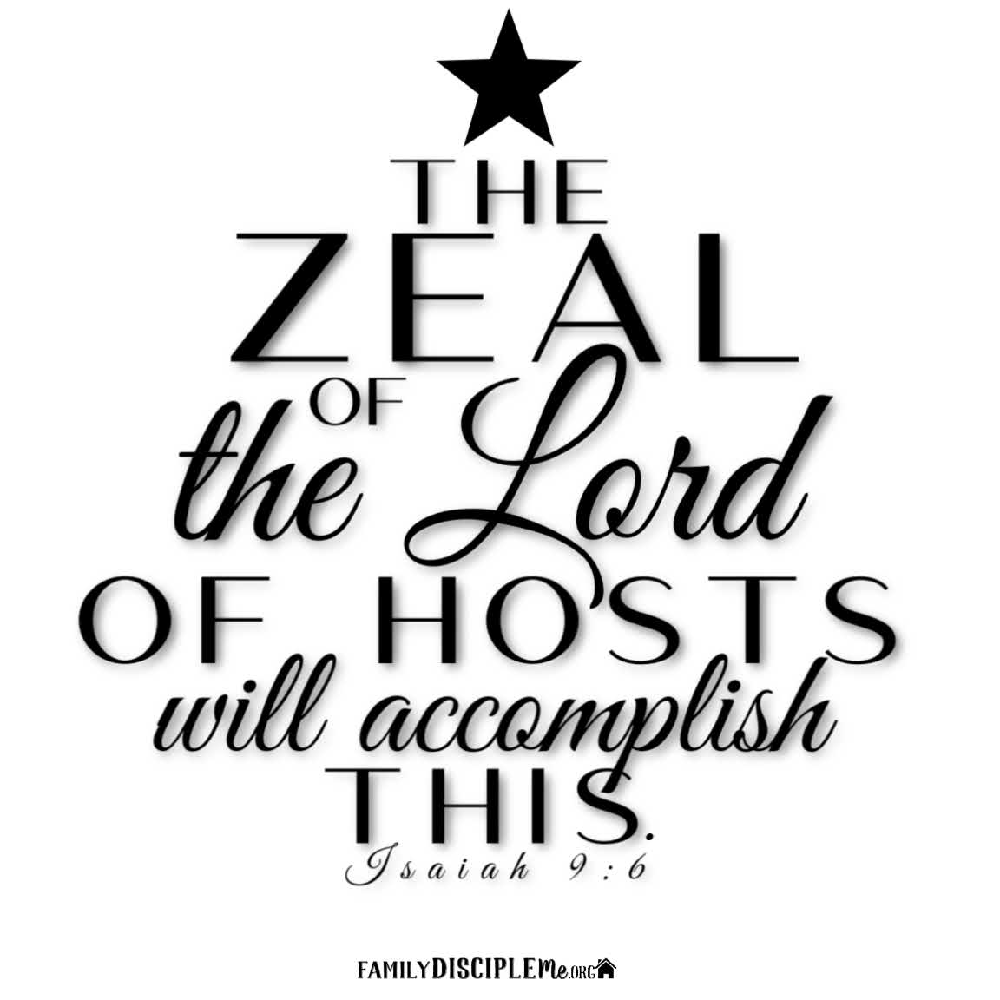 THE
ZEAL
OF
the Lord
OF HOSTS
will accomplish
THIS.
Isaiah 9:6
FAMILYDISCIPLEMe.ORG